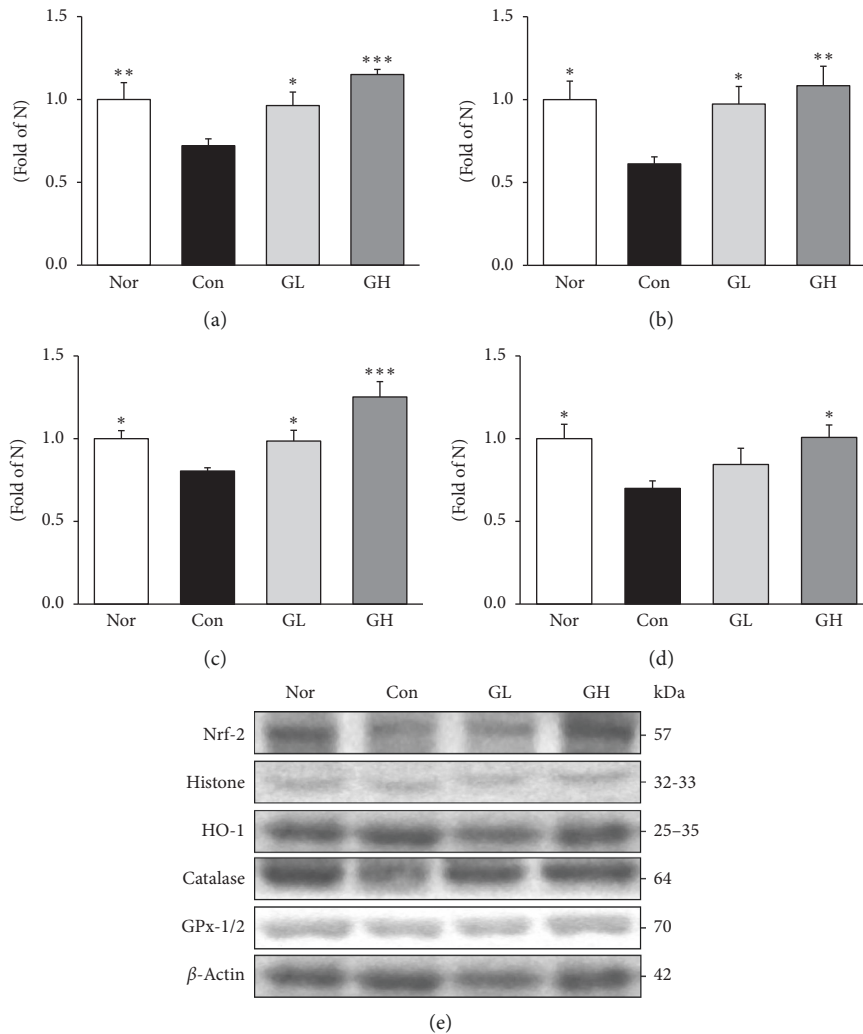 1.5
1.0
0.5
0.0
(Fold of N)
**
*
***
Nor
Con
GL
GH
(a)
1.5
1.0
0.5
0.0
(Fold of N)
*
*
**
Nor
Con
GL
GH
(b)
1.5
1.0
0.5
0.0
(Fold of N)
*
*
***
Nor
Con
GL
GH
(c)
1.5
1.0
0.5
0.0
(Fold of N)
*
*
Nor
Con
GL
GH
(d)
Nor Con GL GH kDa
Nrf-2 57
Histone 32-33
HO-1 25–35
Catalase 64
GPx-1/2 70
β-Actin 42
(e)